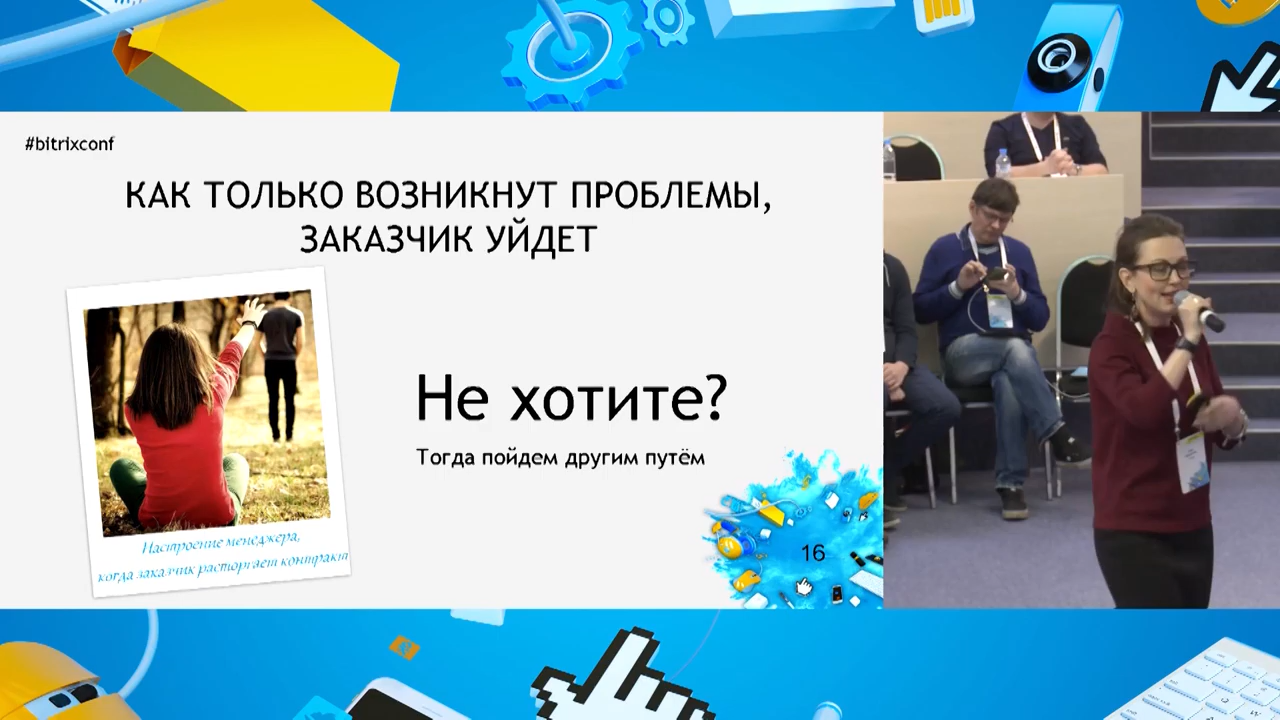 #bitrixconf
КАК ТОЛЬКО ВОЗНИКНУТ ПРОБЛЕМЫ,
ЗАКАЗЧИК УЙДЕТ
Не хотите?
Тогда пойдем другим путём
Настроение менеджера,
когда заказчик расторгает контракт
16